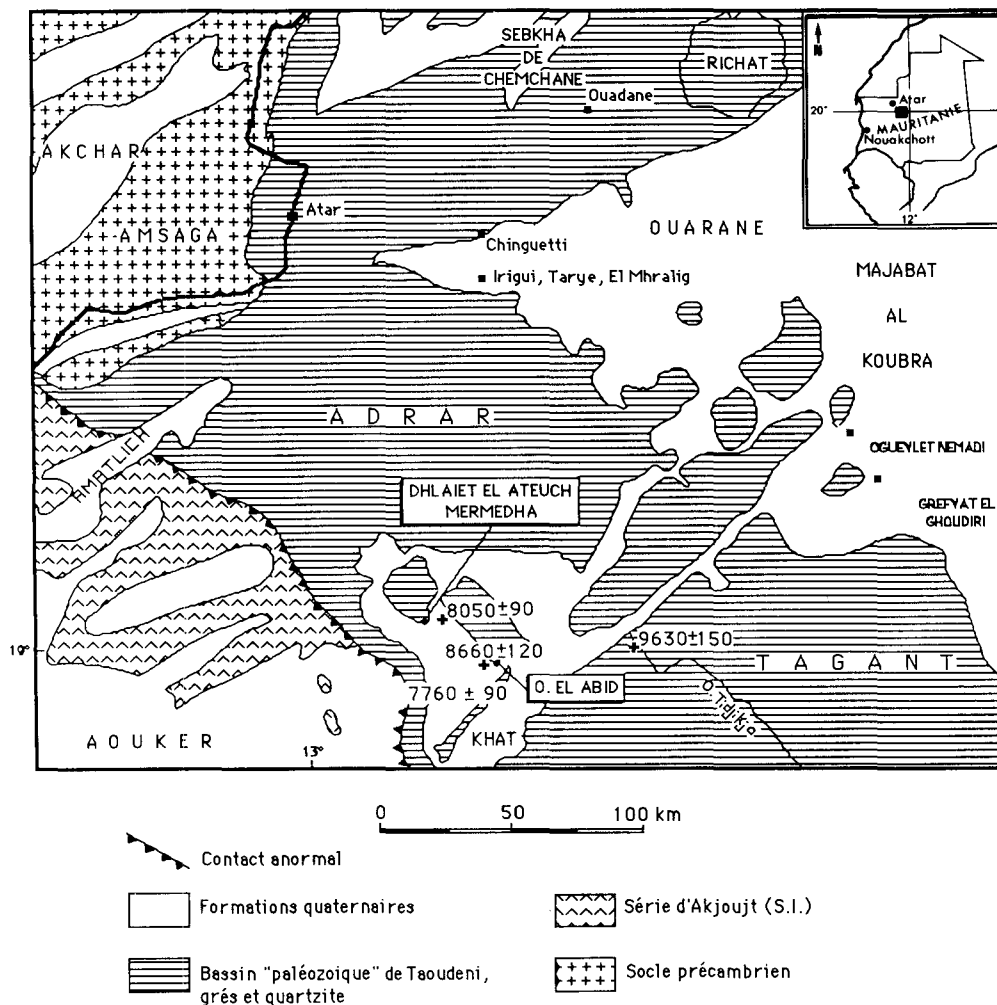 SEBKHA
DE
CHEMCHANE
RICHAT
Ouadane
N
20°
Atar
MAURITANIE
Nouakchott
12°
AKCHAR
AMSAGA
Atar
OUARANE
Chinguetti
Irigui, Tarye, El Mhralig
MAJABAT
AL
KOUBRA
ADRAR
AMATLICH
OGUEYLET NEMADI
DHLAIET EL ATEUCH
MERMEDHA
GREFYAT EL
GHOUDIRI
8050±90
19°
8660±120
9630±150
TAGANT
7760 ± 90
O. EL ABID
AOUKER
13°
KHAT
0 50 100 km
Contact anormal
Formations quaternaires
Série d'Akjoujt (S.l.)
Bassin "paléozoique" de Taoudeni,
grés et quartzite
Socle précambrien